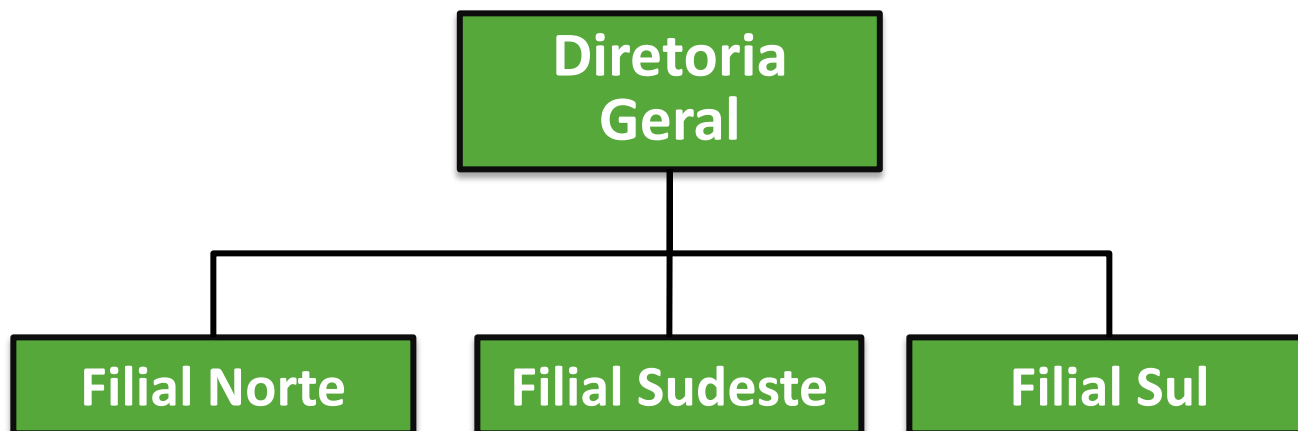 Diretoria
Geral
Filial Norte
Filial Sudeste
Filial Sul